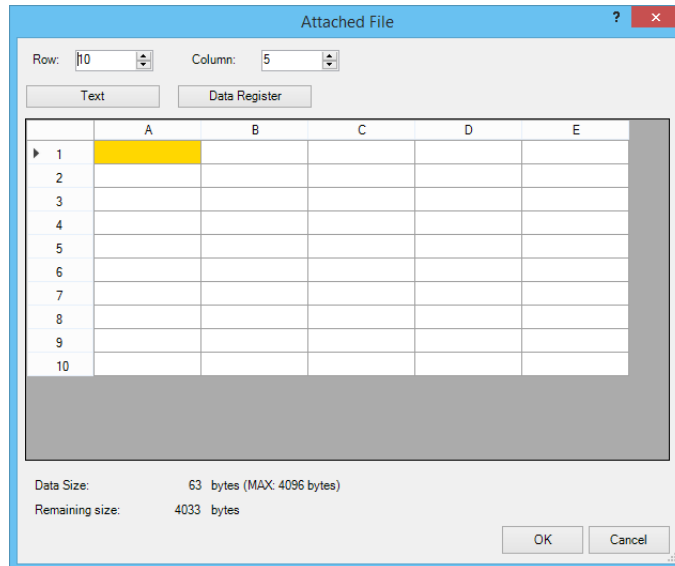 Attached File
? ×
Row: 10 Column: 5
Text Data Register
A B C D E
1
2
3
4
5
6
7
8
9
10
Data Size: 63 bytes (MAX: 4096 bytes)
Remaining size: 4033 bytes
OK Cancel